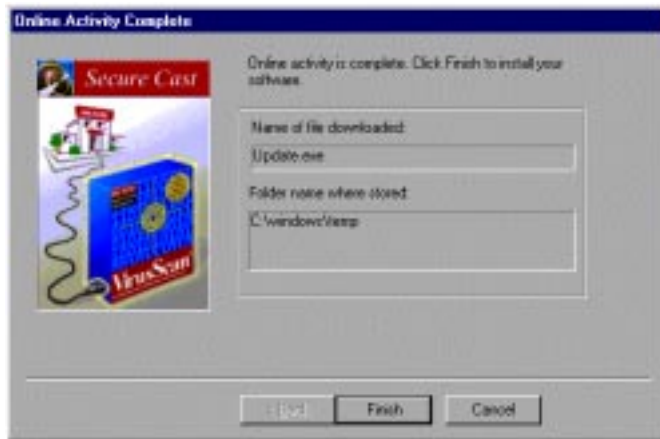 Online Activity Complete
Secure Cast
Online activity is complete. Click Finish to install your
software.
Name of file downloaded:
Update.exe
Folder name where stored:
C:\windows\temp
VirusScan
Finish
Cancel